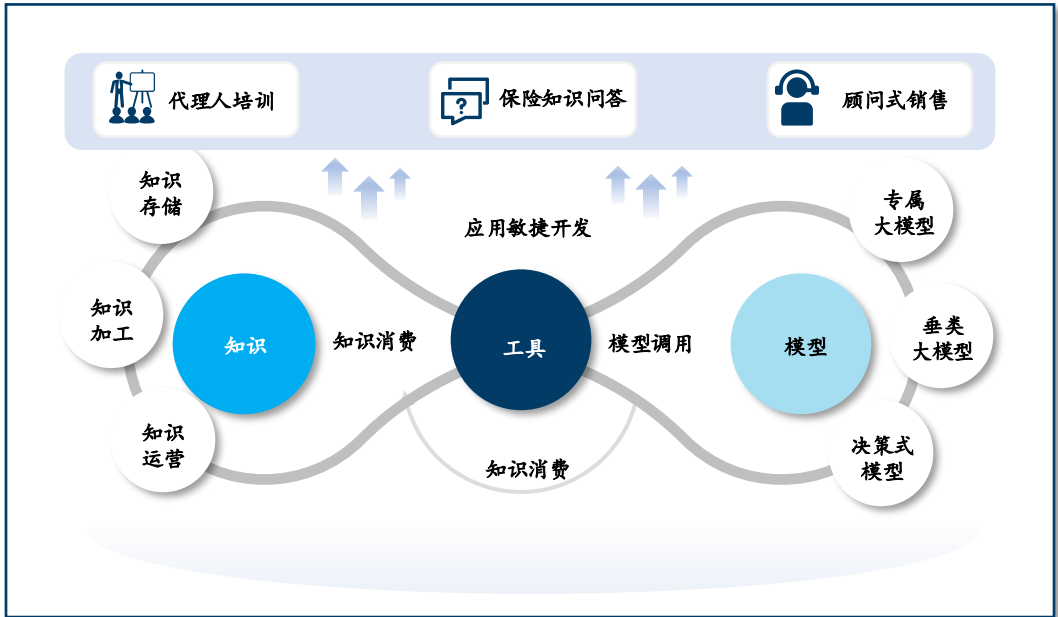 代理人培训
保险知识问答
顾问式销售
知识
存储
专属
大模型
应用敏捷开发
知识
加工
知识
知识消费
工具
模型调用
模型
垂类
大模型
知识
运营
知识消费
决策式
模型